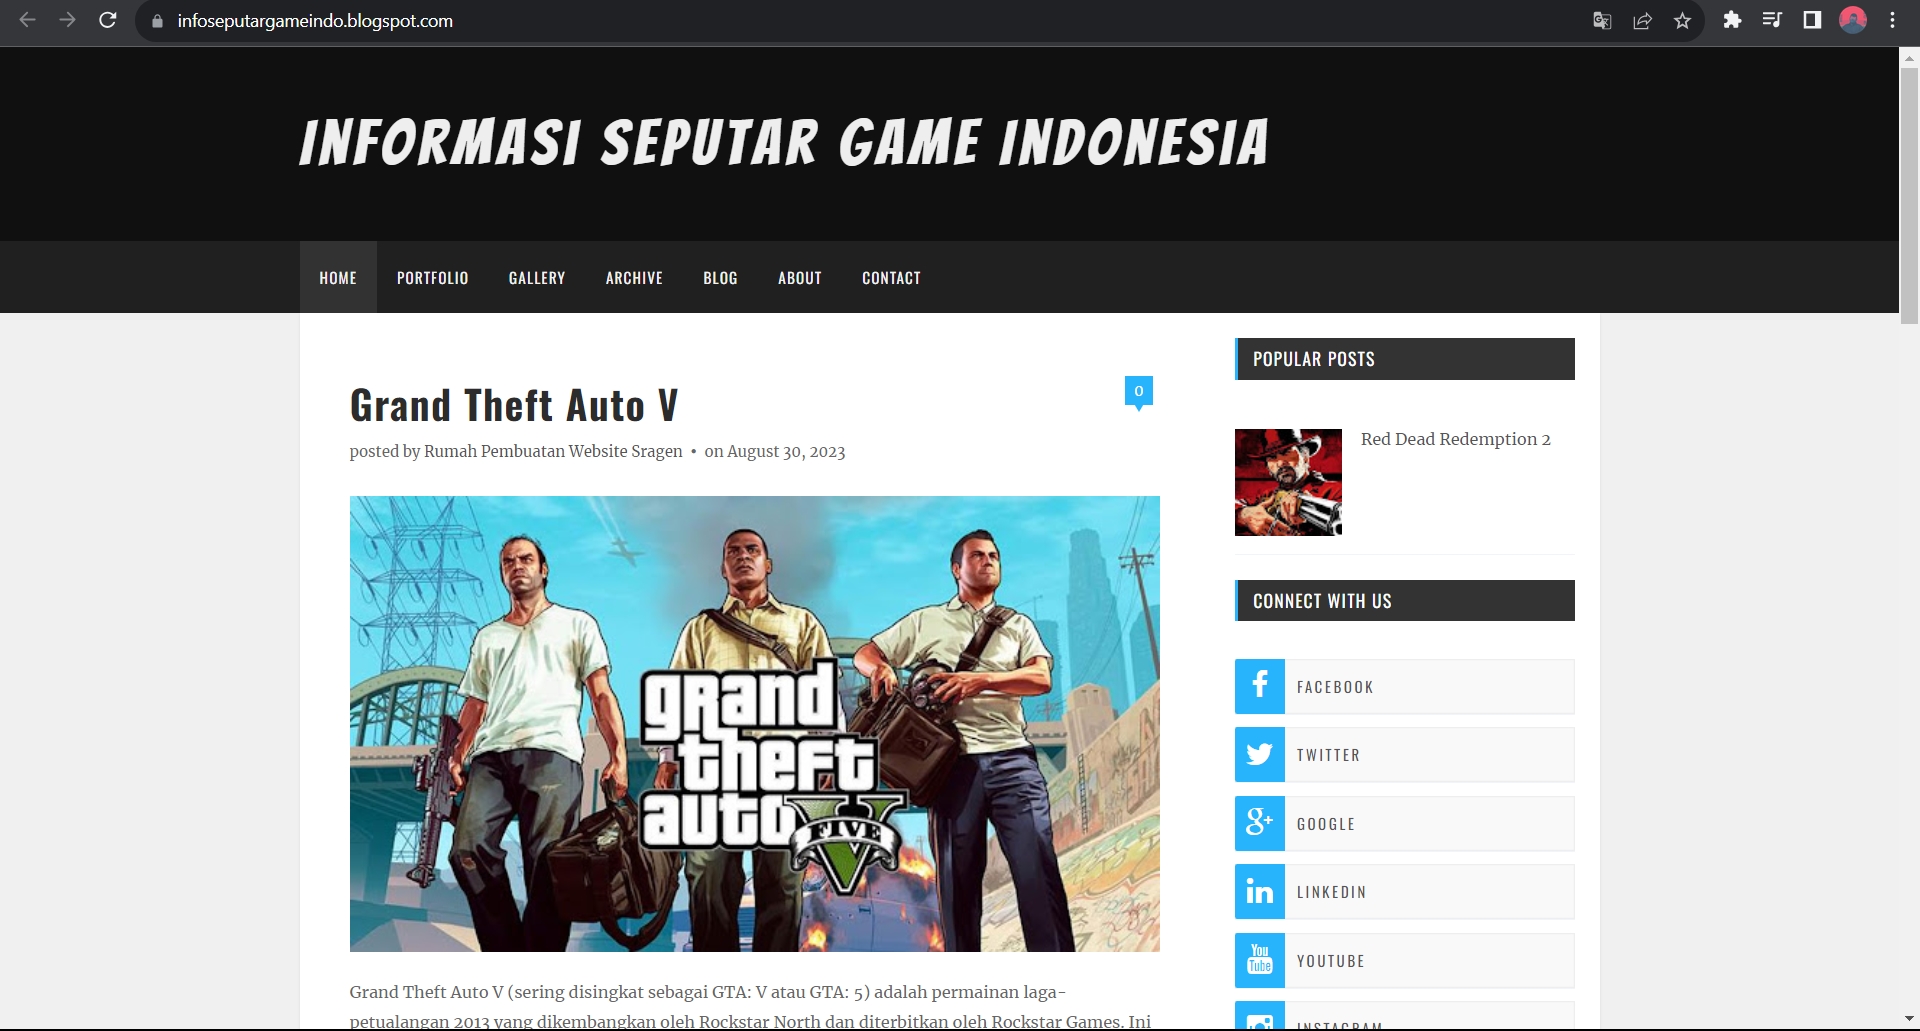 infoseputargameindo.blogspot.com
INFORMASI SEPUTAR GAME INDONESIA
HOME PORTFOLIO GALLERY ARCHIVE BLOG ABOUT CONTACT
Grand Theft Auto V
0
posted by Rumah Pembuatan Website Sragen • on August 30, 2023
grand
theft
auto V
FIVE
Grand Theft Auto V (sering disingkat sebagai GTA: V atau GTA: 5) adalah permainan laga-
petualangan 2013 yang dikembangkan oleh Rockstar North dan diterbitkan oleh Rockstar Games. Ini
POPULAR POSTS
Red Dead Redemption 2
CONNECT WITH US
FACEBOOK
TWITTER
g+ GOOGLE
in LINKEDIN
You Tube YOUTUBE
INSTAGRAM